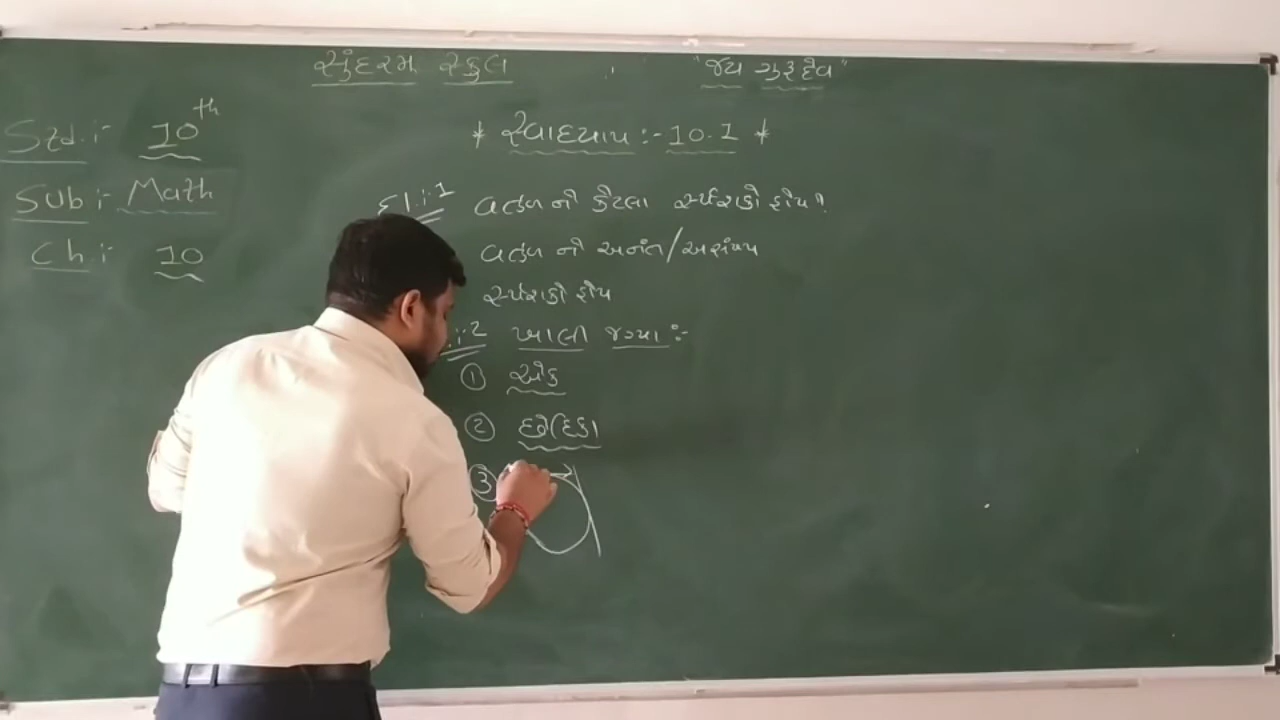 સુંદરમ સ્કુલ
"જય ગુરૂદેવ"
Std.:- 10th
Sub:- Math
Ch.:- 10
* સ્વાદયાય :- 10.1 *
:1 વર્તુળ ને કેટલા સ્પર્શકો હોય?
વર્તુળ ને અનંત/અસંખ્ય
સ્પર્શકો હોય
:2 ખાલી જગ્યા :-
① એક
② છેદિકા
③